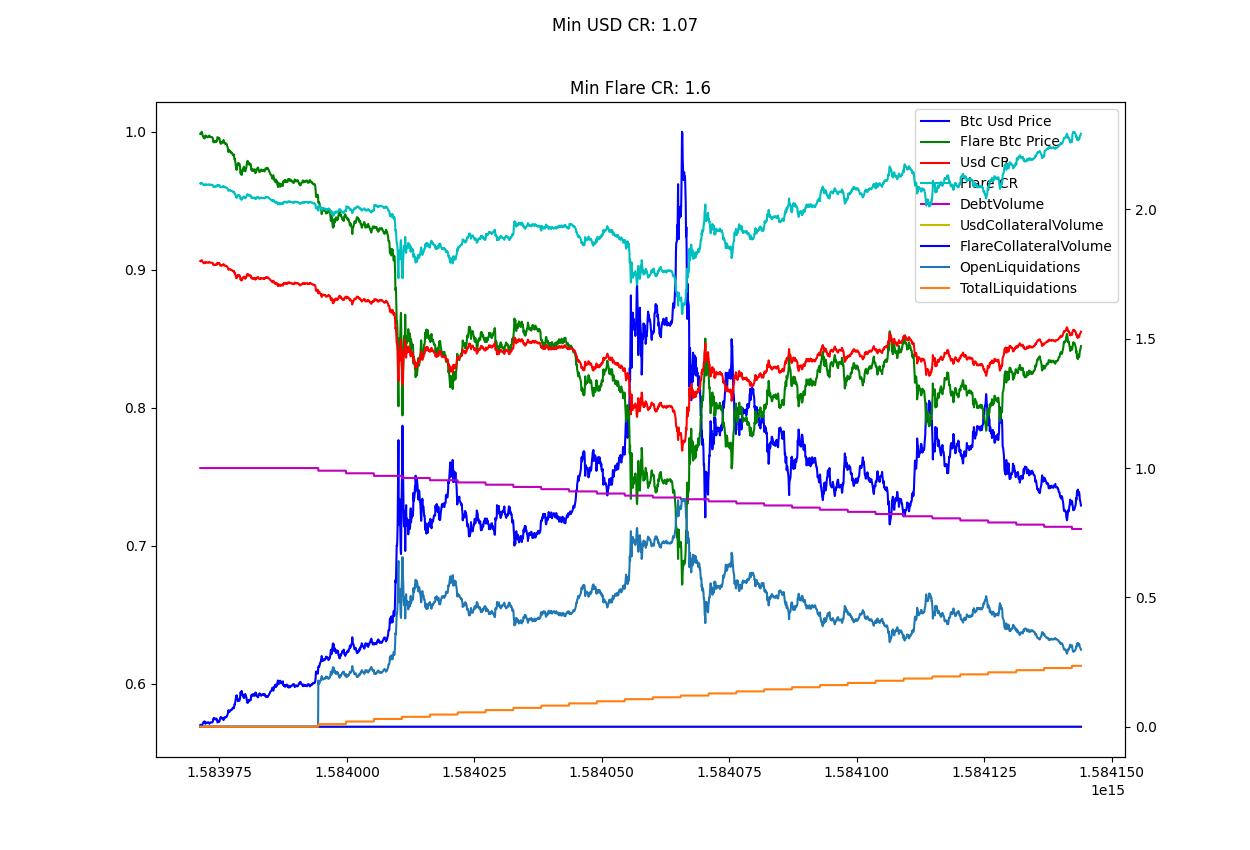 Min USD CR: 1.07
Min Flare CR: 1.6
Btc Usd Price
Flare Btc Price
Usd CR
Flare CR
DebtVolume
UsdCollateralVolume
FlareCollateralVolume
OpenLiquidations
TotalLiquidations
1.0
0.9
0.8
0.7
0.6
2.0
1.5
1.0
0.5
0.0
1.583975 1.584000 1.584025 1.584050 1.584075 1.584100 1.584125 1.584150
1e15